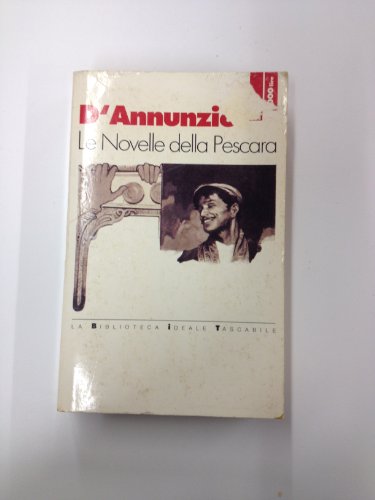 D'Annunzio
Le Novelle della Pescara
LA BIBLIOTECA IDEALE TASCABILE